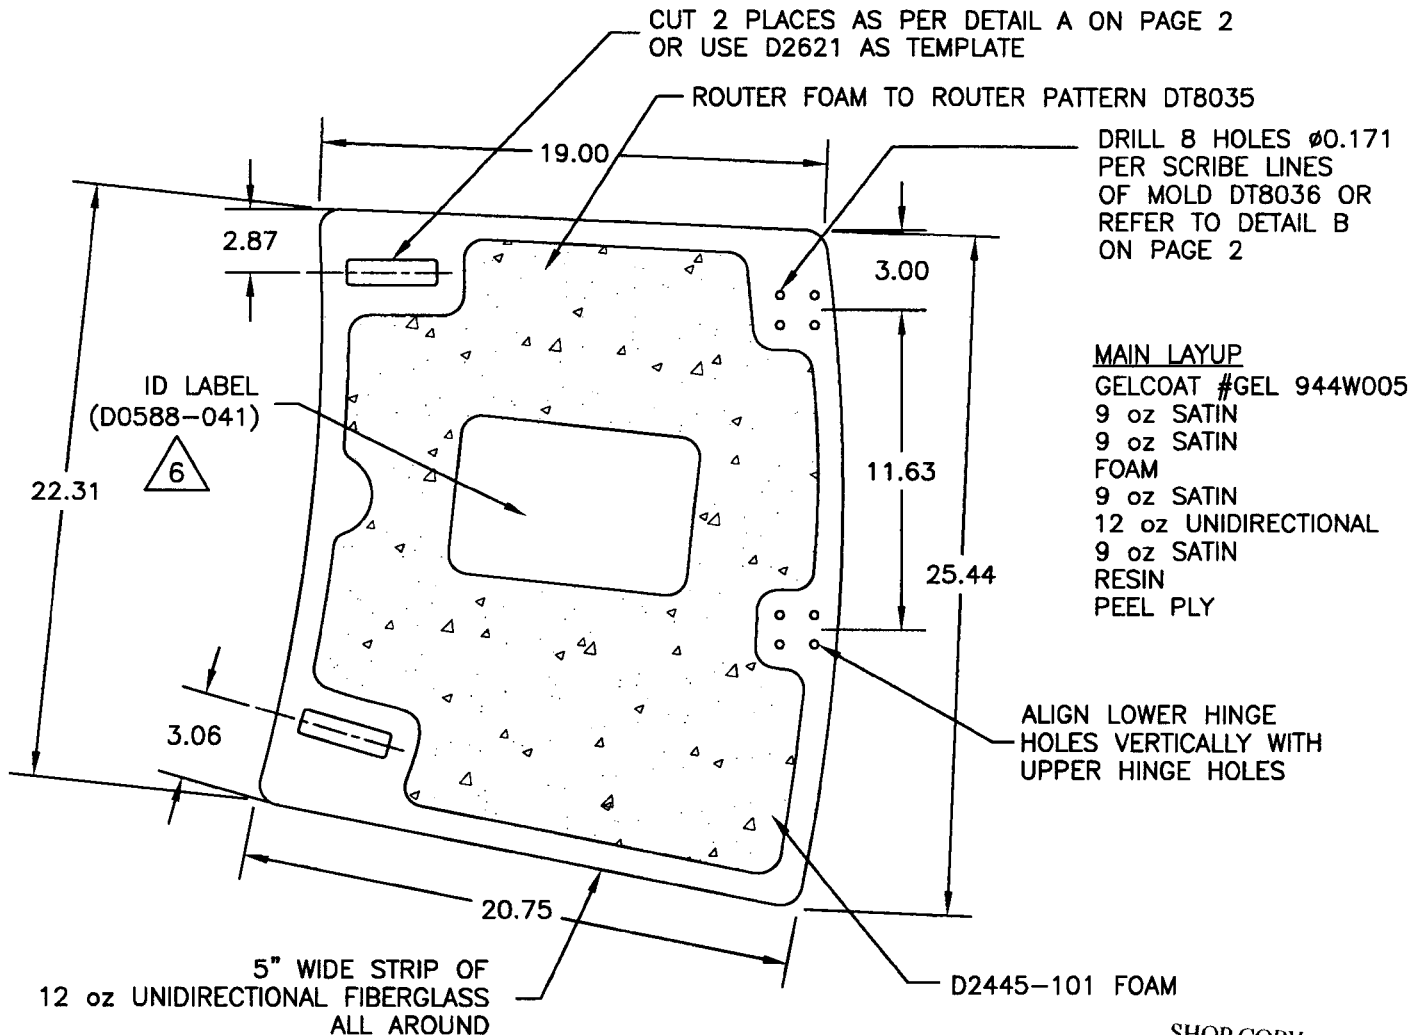 CUT 2 PLACES AS PER DETAIL A ON PAGE 2
OR USE D2621 AS TEMPLATE
ROUTER FOAM TO ROUTER PATTERN DT8035
DRILL 8 HOLES ø0.171
PER SCRIBE LINES
OF MOLD DT8036 OR
REFER TO DETAIL B
ON PAGE 2
19.00
2.87
3.00
MAIN LAYUP
GELCOAT #GEL 944W005
9 oz SATIN
9 oz SATIN
FOAM
9 oz SATIN
12 oz UNIDIRECTIONAL
9 oz SATIN
RESIN
PEEL PLY
ID LABEL
(D0588-041)
6
22.31
11.63
25.44
3.06
ALIGN LOWER HINGE
HOLES VERTICALLY WITH
UPPER HINGE HOLES
20.75
5" WIDE STRIP OF
12 oz UNIDIRECTIONAL FIBERGLASS
ALL AROUND
D2445-101 FOAM
SHOP COPY